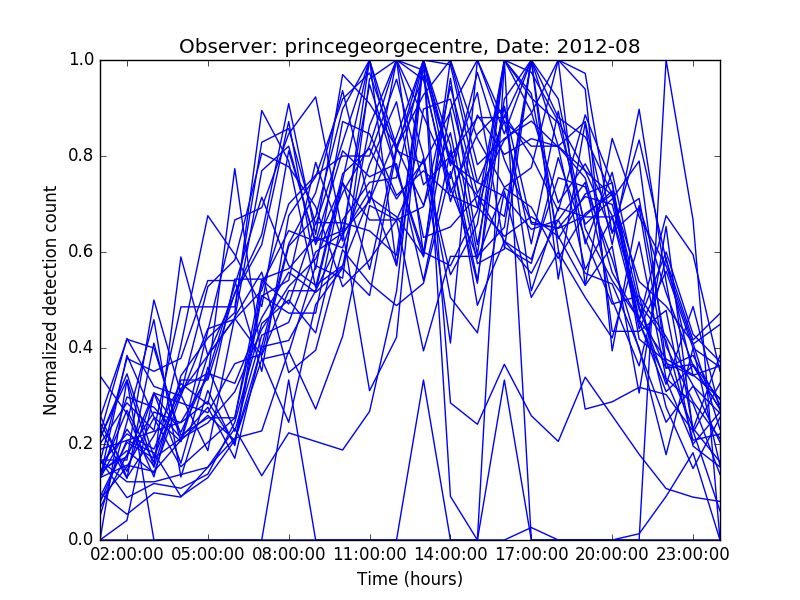 Observer: princegeorgecentre, Date: 2012-08
Normalized detection count
1.0
0.8
0.6
0.4
0.2
0.0
02:00:00 05:00:00 08:00:00 11:00:00 14:00:00 17:00:00 20:00:00 23:00:00
Time (hours)